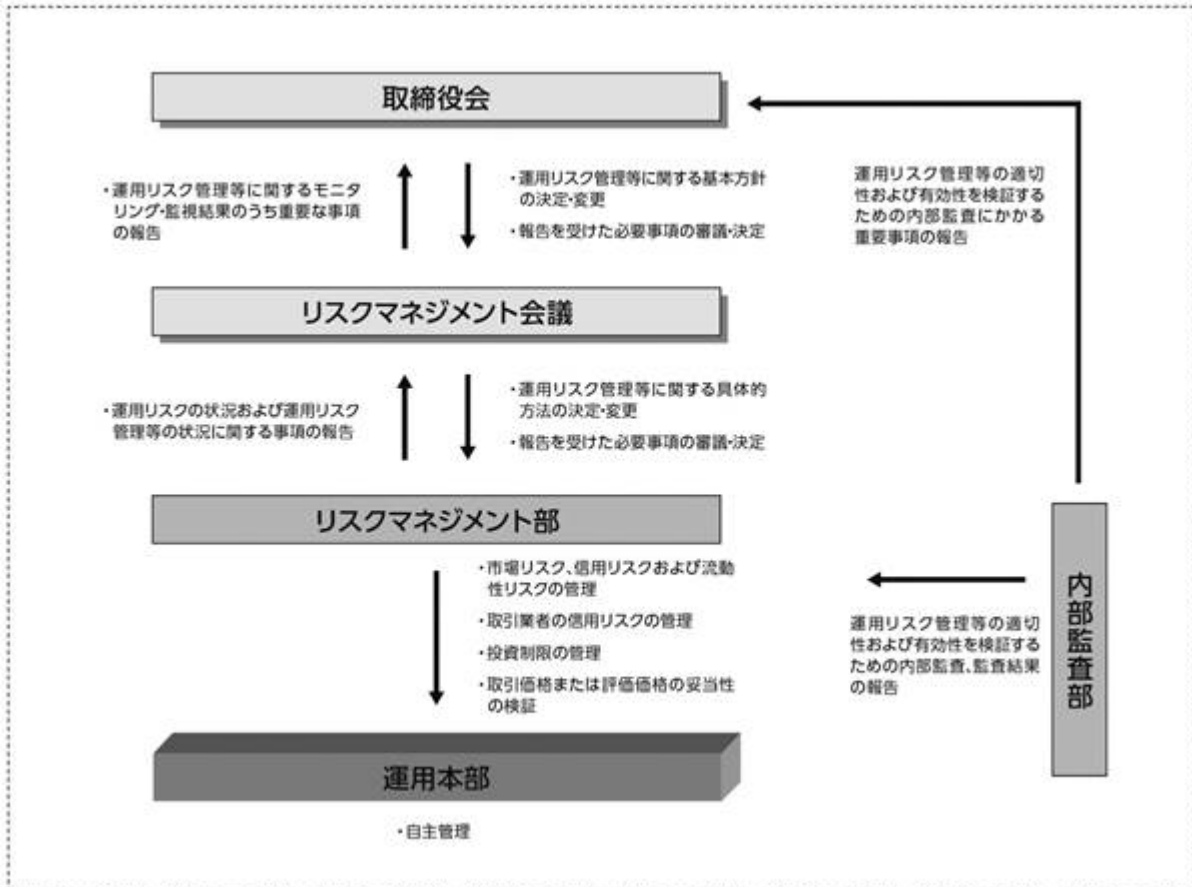 取締役会
・運用リスク管理等に関するモニタ
リング・監視結果のうち重要な事項
の報告
・運用リスク管理等に関する基本方針
の決定・変更
・報告を受けた必要事項の審議・決定
運用リスク管理等の適切
性および有効性を検証する
ための内部監査にかかる
重要事項の報告
リスクマネジメント会議
・運用リスクの状況および運用リスク
管理等の状況に関する事項の報告
・運用リスク管理等に関する具体的
方法の決定・変更
・報告を受けた必要事項の審議・決定
リスクマネジメント部
・市場リスク、信用リスクおよび流動
性リスクの管理
・取引業者の信用リスクの管理
・投資制限の管理
・取引価格または評価価格の妥当性
の検証
運用リスク管理等の適切
性および有効性を検証する
ための内部監査、監査結果
の報告
内部監査部
運用本部
・自主管理